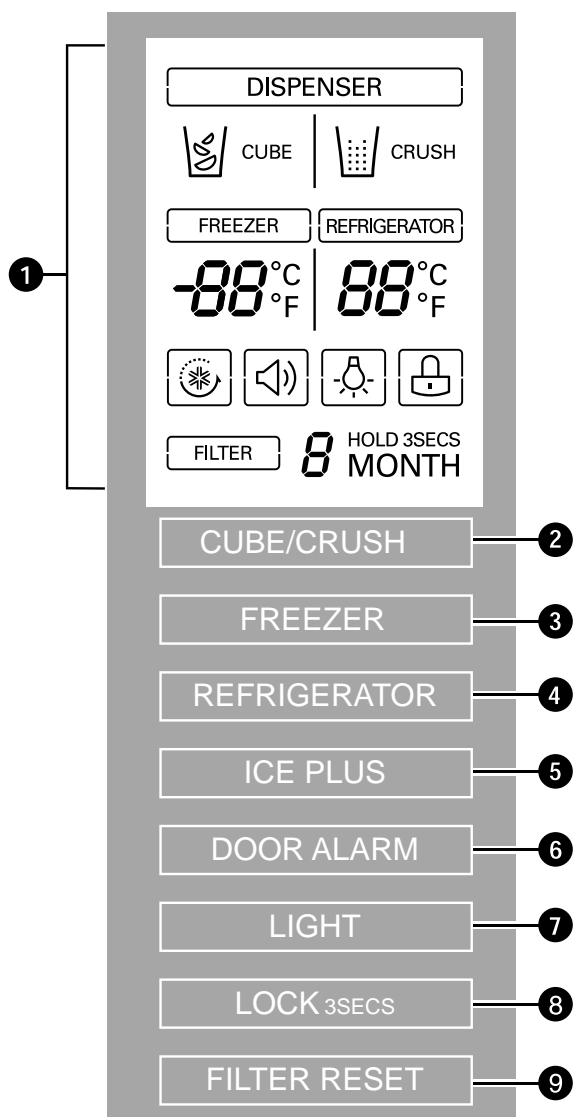 DISPENSER
CUBE CRUSH
FREEZER REFRIGERATOR
-88 °C °F 88 °C °F
FILTER 8 HOLD 3SECS MONTH
1
CUBE/CRUSH 2
FREEZER 3
REFRIGERATOR 4
ICE PLUS 5
DOOR ALARM 6
LIGHT 7
LOCK 3SECS 8
FILTER RESET 9